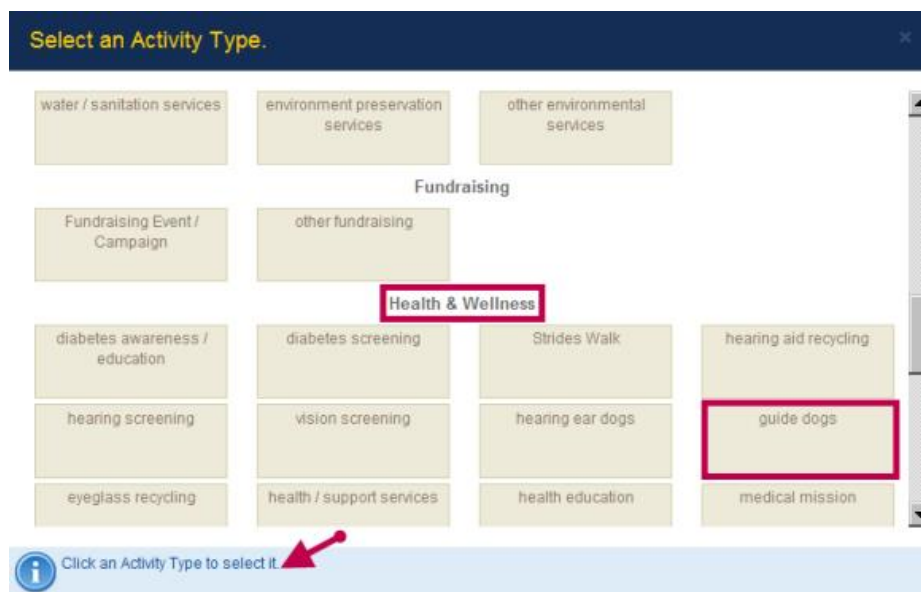 Select an Activity Type.
×
water / sanitation services
environment preservation
services
other environmental
services
Fundraising
Fundraising Event /
Campaign
other fundraising
Health & Wellness
diabetes awareness /
education
diabetes screening
Strides Walk
hearing aid recycling
hearing screening
vision screening
hearing ear dogs
guide dogs
eyeglass recycling
health / support services
health education
medical mission
Click an Activity Type to select it.